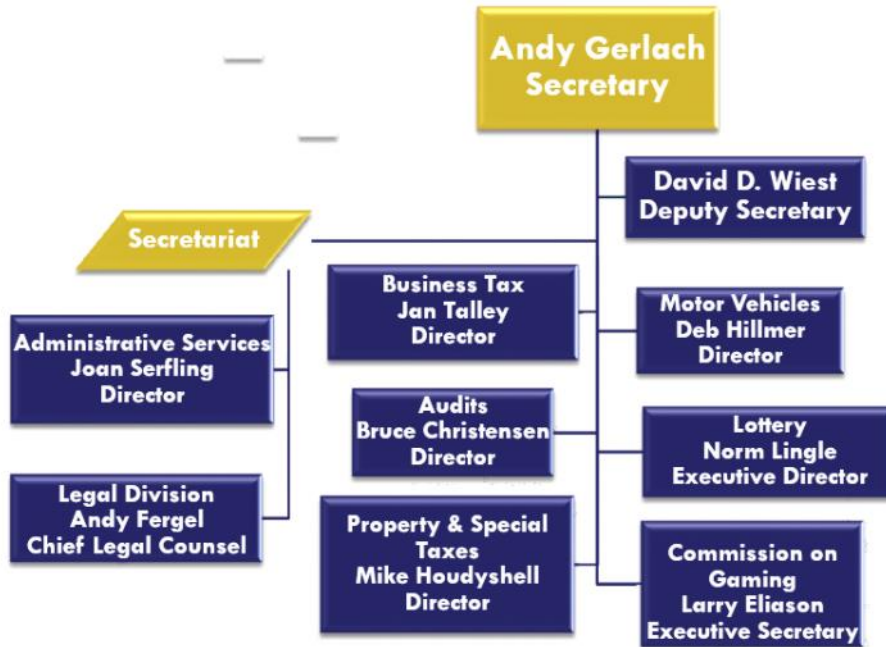 Andy Gerlach
Secretary
David D. Wiest
Deputy Secretary
Secretariat
Business Tax
Jan Talley
Director
Motor Vehicles
Deb Hillmer
Director
Administrative Services
Joan Serfling
Director
Audits
Bruce Christensen
Director
Lottery
Norm Lingle
Executive Director
Legal Division
Andy Fergel
Chief Legal Counsel
Property & Special
Taxes
Mike Houdyshell
Director
Commission on
Gaming
Larry Eliason
Executive Secretary